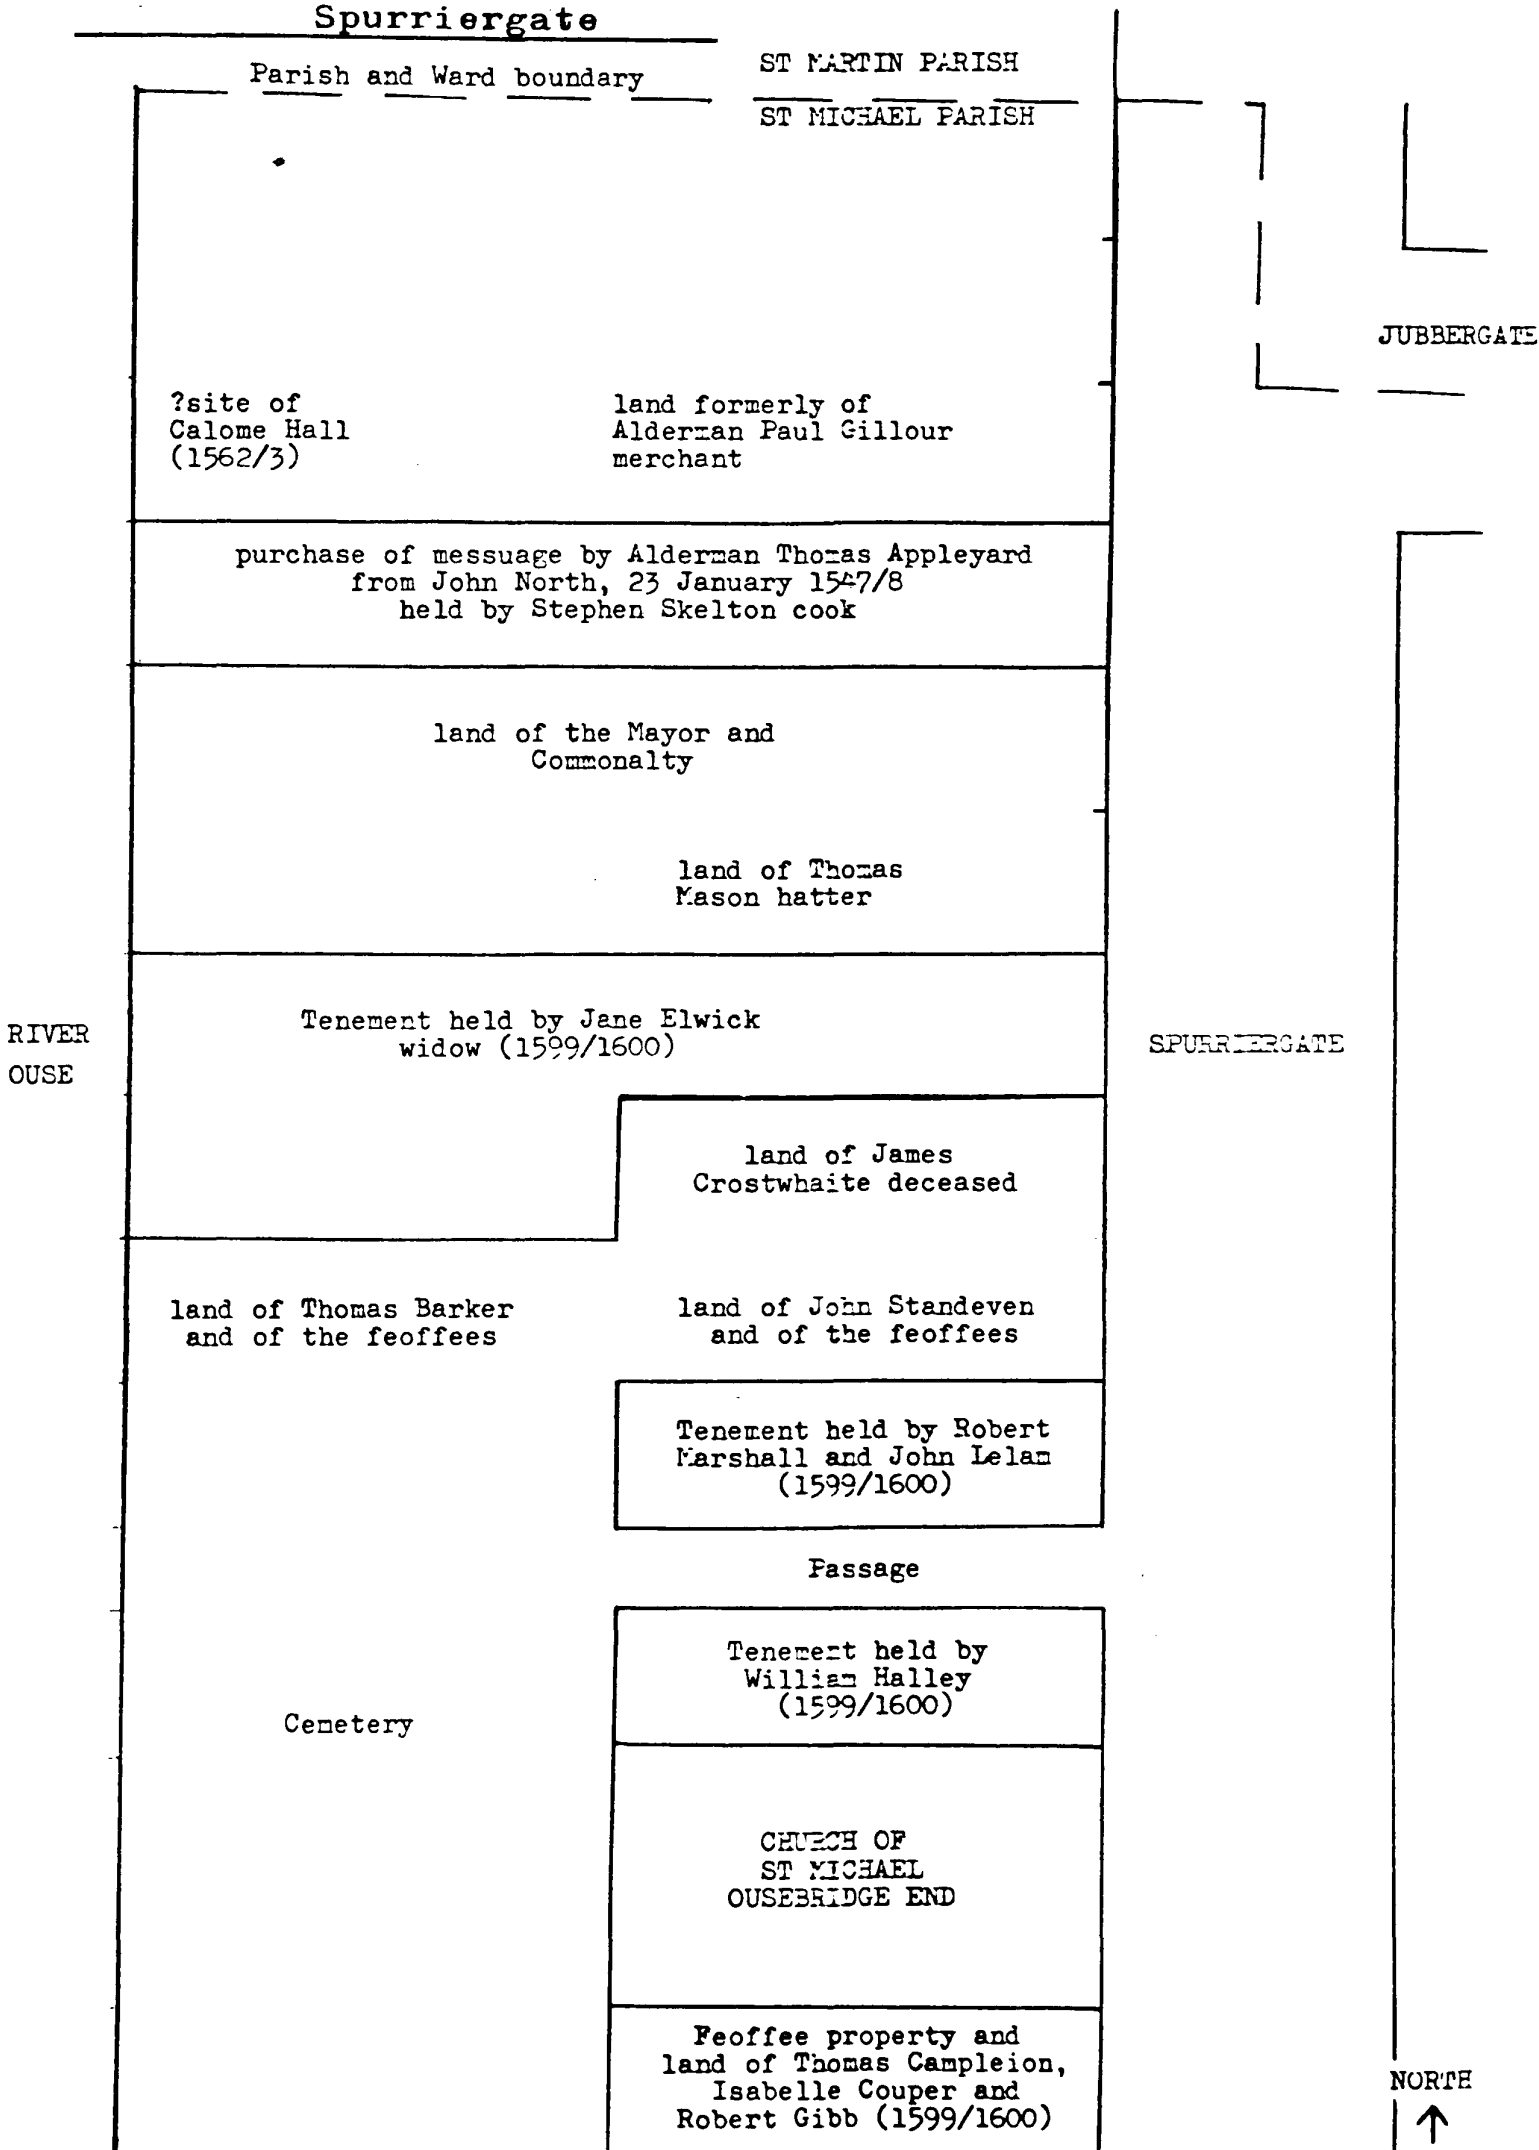 Spurriergate
Parish and Ward boundary
ST MARTIN PARISH
ST MICHAEL PARISH
JUBBERGATE
?site of
Calome Hall
(1562/3)
land formerly of
Alderman Paul Gillour
merchant
purchase of messuage by Alderman Thomas Appleyard
from John North, 23 January 1547/8
held by Stephen Skelton cook
land of the Mayor and
Commonalty
land of Thomas
Mason hatter
RIVER
OUSE
Tenement held by Jane Elwick
widow (1599/1600)
SPURRIERGATE
land of James
Crostwhaite deceased
land of Thomas Barker
and of the feoffees
land of John Standeven
and of the feoffees
Tenement held by Robert
Marshall and John Lelam
(1599/1600)
Passage
Tenement held by
William Halley
(1599/1600)
Cemetery
CHURCH OF
ST MICHAEL
OUSEBRIDGE END
Feoffee property and
land of Thomas Campleion,
Isabelle Couper and
Robert Gibb (1599/1600)
NORTH
↑